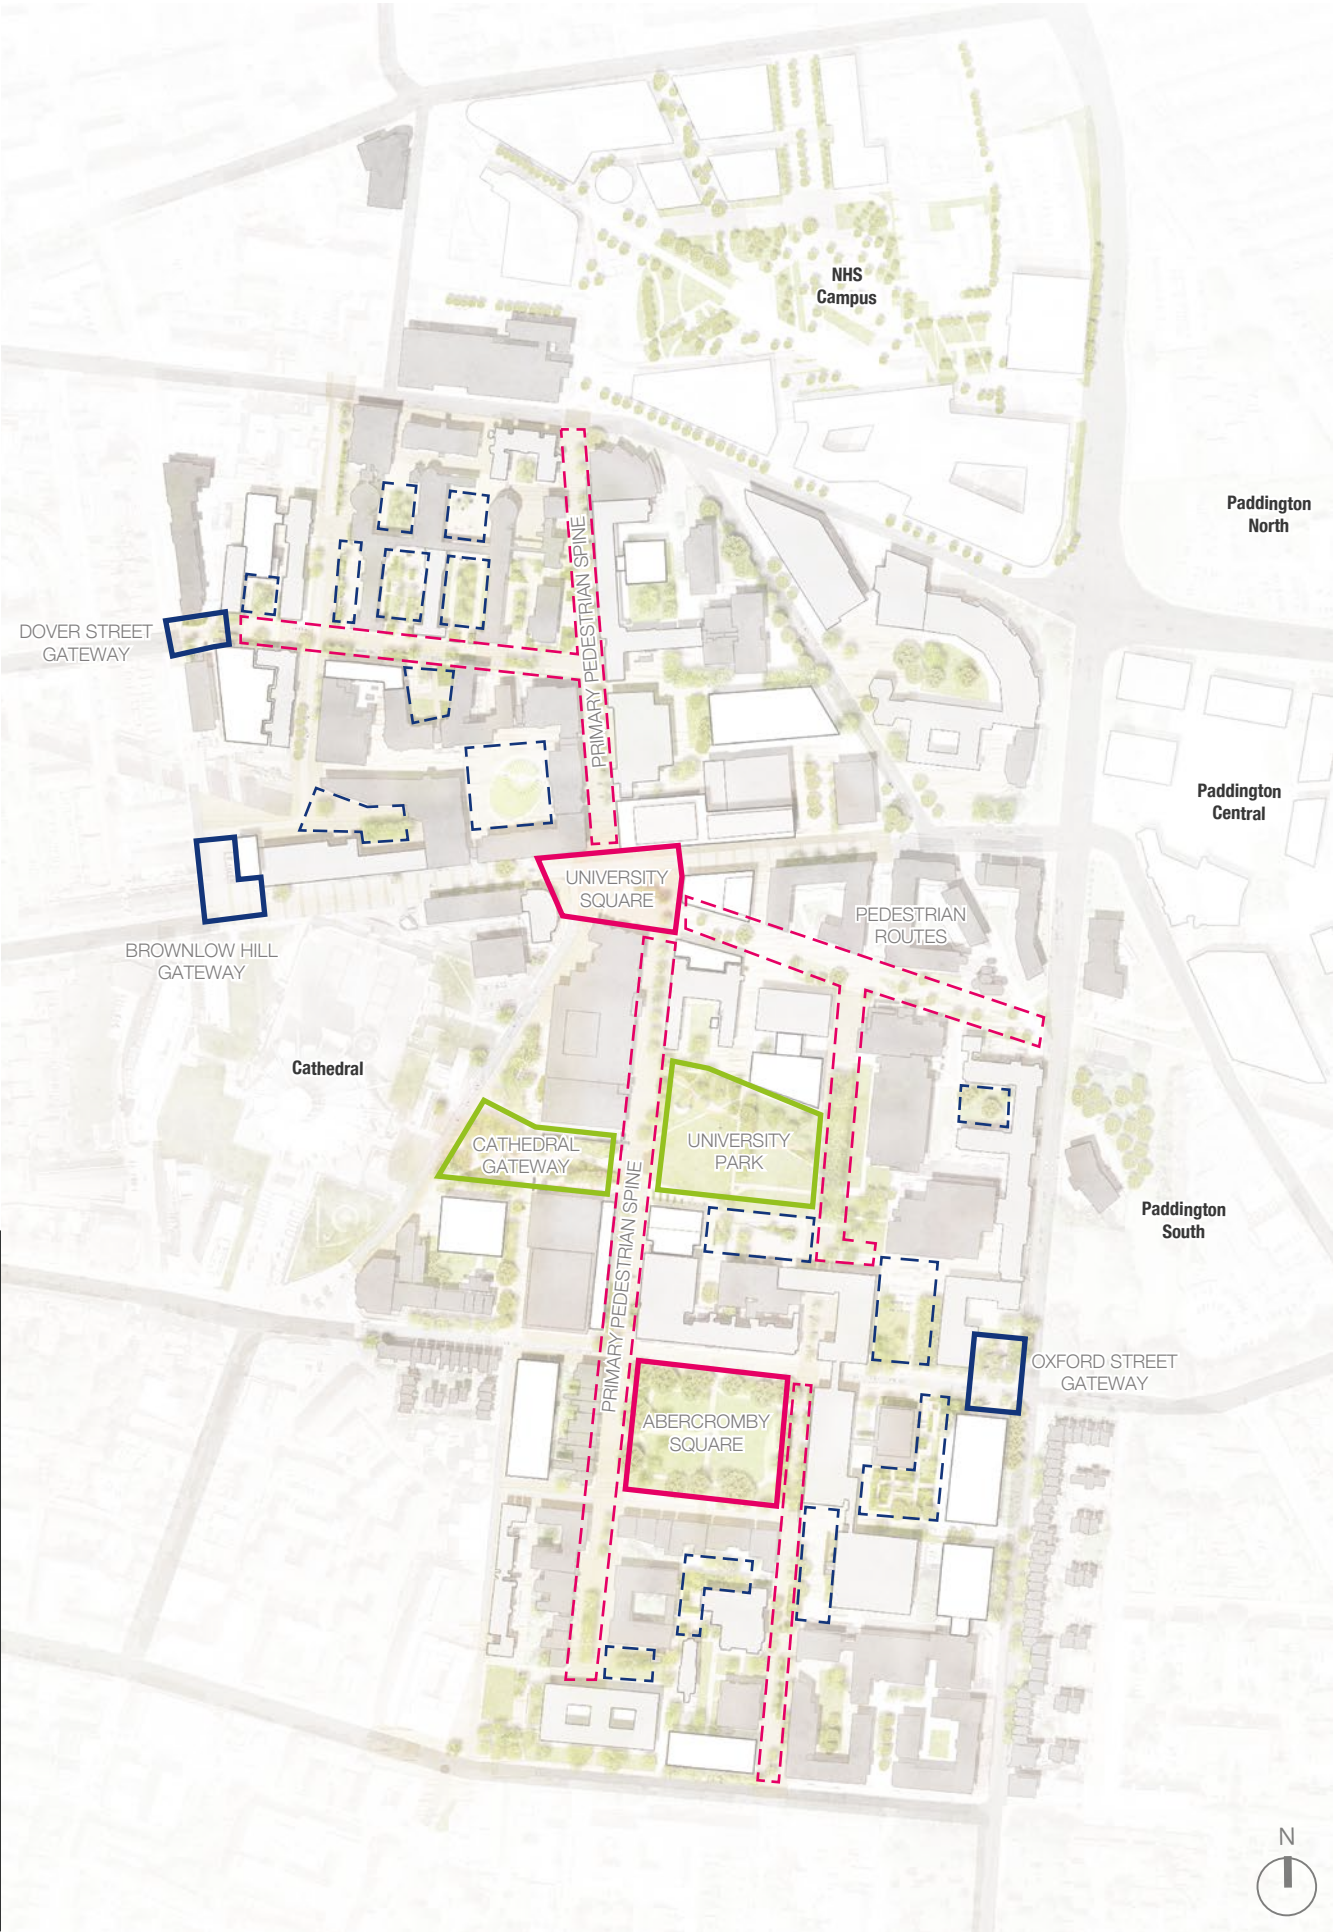 NHS
Campus
Paddington
North
PRIMARY PEDESTRIAN SPINE
DOVER STREET
GATEWAY
Paddington
Central
UNIVERSITY
SQUARE
PEDESTRIAN
ROUTES
BROWNLOW HILL
GATEWAY
Cathedral
CATHEDRAL
GATEWAY
UNIVERSITY
PARK
Paddington
South
PRIMARY PEDESTRIAN SPINE
OXFORD STREET
GATEWAY
ABERCROMBY
SQUARE
N